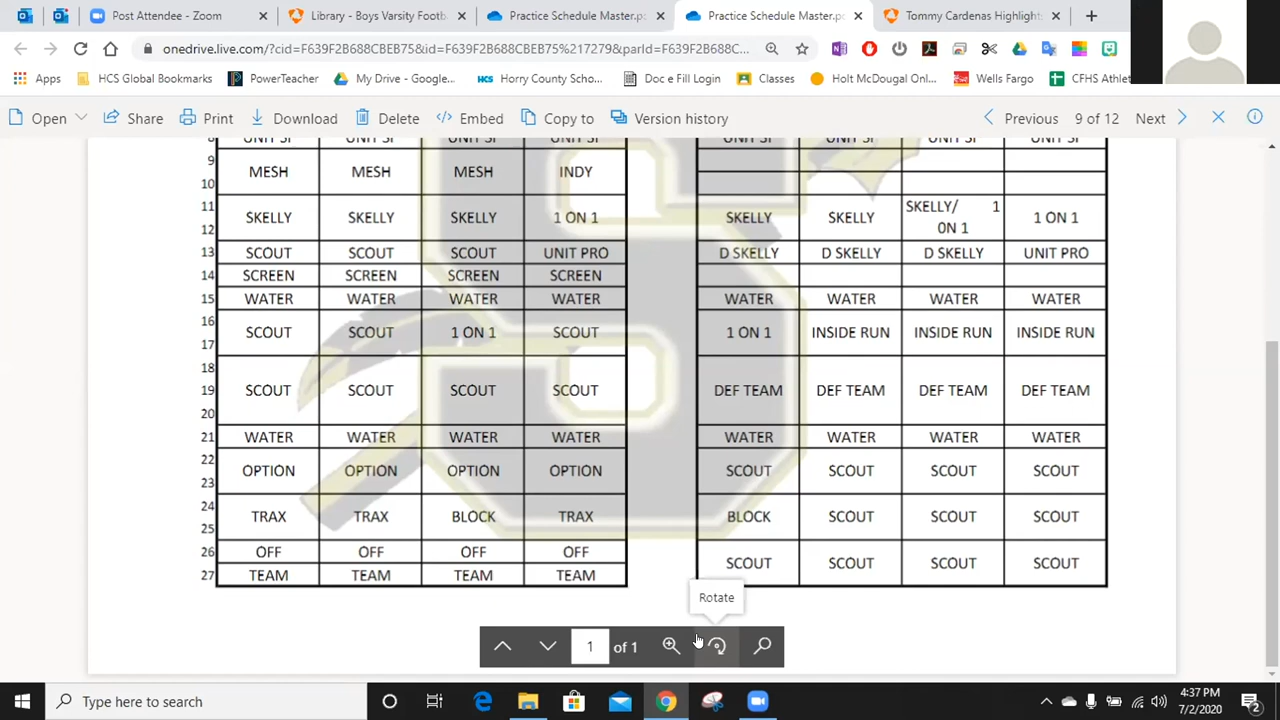 Post Attendee - Zoom
Library - Boys Varsity Footb
Practice Schedule Master.p
Practice Schedule Master.pc
Tommy Cardenas Highlights
onedrive.live.com/?cid=F639F2B688CBEB75&id=F639F2B688CBEB75%217279&parId=F639F2B688C...
Apps
HCS Global Bookmarks
PowerTeacher
My Drive - Google...
HCS Horry County Scho...
Doc e Fill Login
Classes
Holt McDougal Onl...
Wells Fargo
CFHS Athlet
Open
Share
Print
Download
Delete
Embed
Copy to
Version history
Previous
9 of 12
Next
9 MESH MESH MESH INDY
10
11 SKELLY SKELLY SKELLY 1 ON 1 SKELLY SKELLY SKELLY/ 1 1 ON 1
12 0N 1
13 SCOUT SCOUT SCOUT UNIT PRO D SKELLY D SKELLY D SKELLY UNIT PRO
14 SCREEN SCREEN SCREEN SCREEN
15 WATER WATER WATER WATER WATER WATER WATER WATER
16 SCOUT SCOUT 1 ON 1 SCOUT 1 ON 1 INSIDE RUN INSIDE RUN INSIDE RUN
17
18
19 SCOUT SCOUT SCOUT SCOUT DEF TEAM DEF TEAM DEF TEAM DEF TEAM
20
21 WATER WATER WATER WATER WATER WATER WATER WATER
22 OPTION OPTION OPTION OPTION SCOUT SCOUT SCOUT SCOUT
23
24 TRAX TRAX BLOCK TRAX BLOCK SCOUT SCOUT SCOUT
25
26 OFF OFF OFF OFF SCOUT SCOUT SCOUT SCOUT
27 TEAM TEAM TEAM TEAM
Rotate
1 of 1
Type here to search
4:37 PM
7/2/2020
2